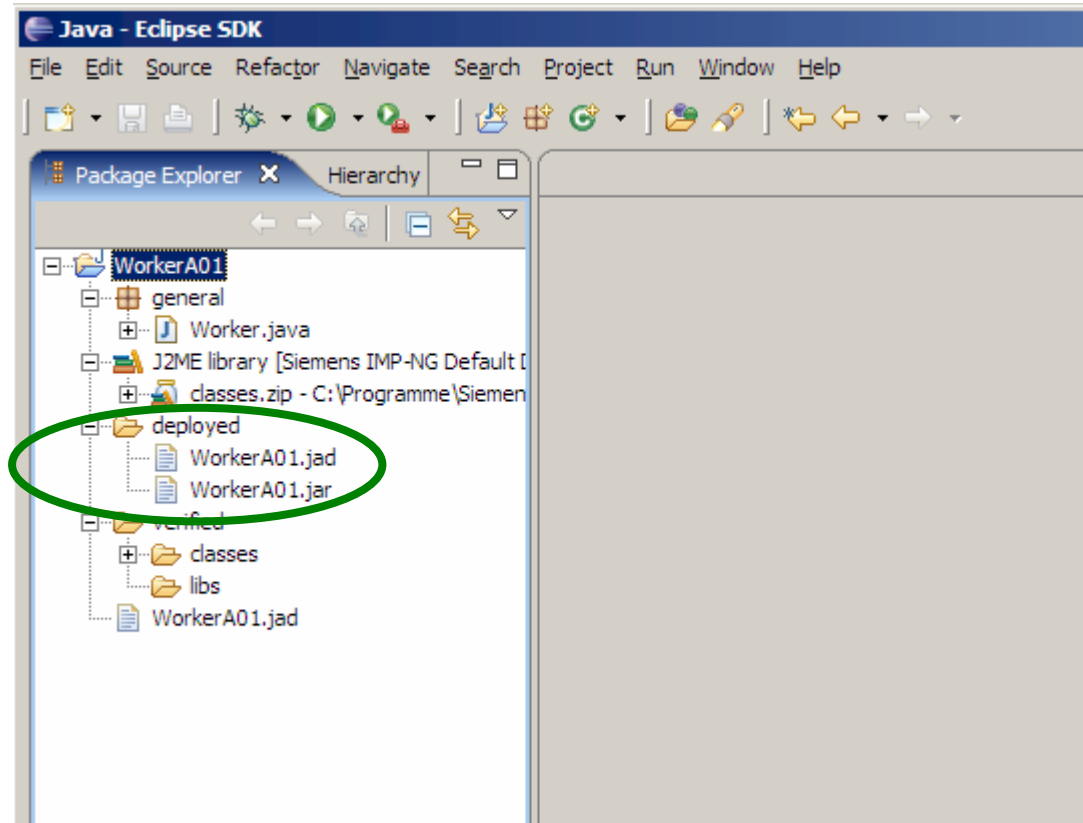 Java - Eclipse SDK
File Edit Source Refactor Navigate Search Project Run Window Help
Package Explorer Hierarchy
WorkerA01
general
J Worker.java
J2ME library [Siemens IMP-NG Default
classes.zip - C:\Programme\Siemen
deployed
WorkerA01.jad
WorkerA01.jar
verified
classes
libs
WorkerA01.jad